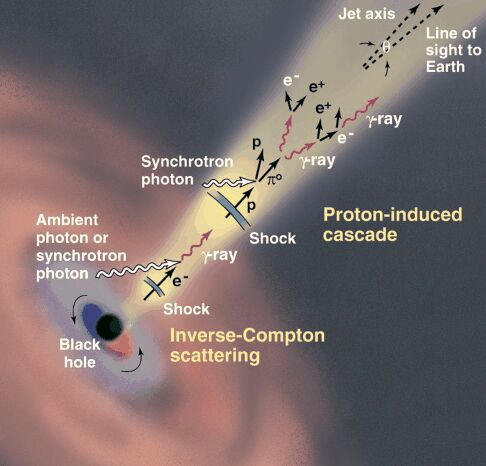 Jet axis
Line of
sight to
Earth
θ
e-
e+
e+
e-
γ-ray
γ-ray
p
πo
Synchrotron
photon
p
Shock
Proton-induced
cascade
Ambient
photon or
synchrotron
photon
γ-ray
e-
Shock
Black
hole
Inverse-Compton
scattering